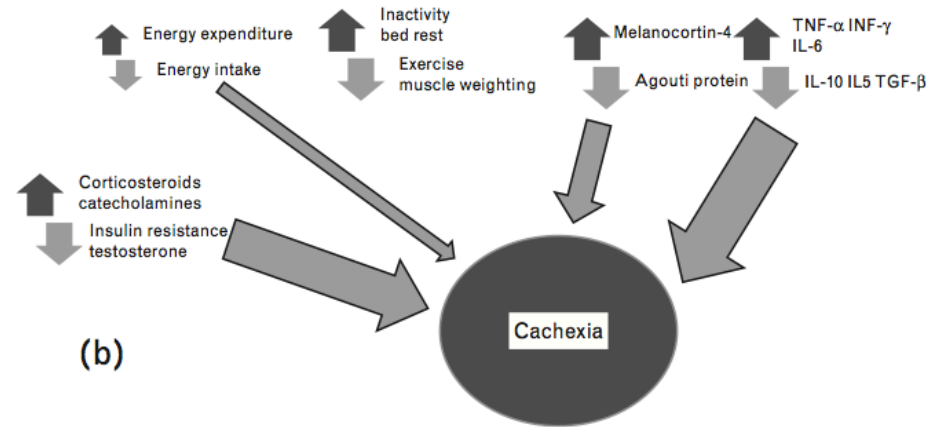 Energy expenditure
Energy intake
Inactivity
bed rest
Exercise
muscle weighting
Melanocortin-4
Agouti protein
TNF-α INF-γ
IL-6
IL-10 IL5 TGF-β
Corticosteroids
catecholamines
Insulin resistance
testosterone
Cachexia
(b)